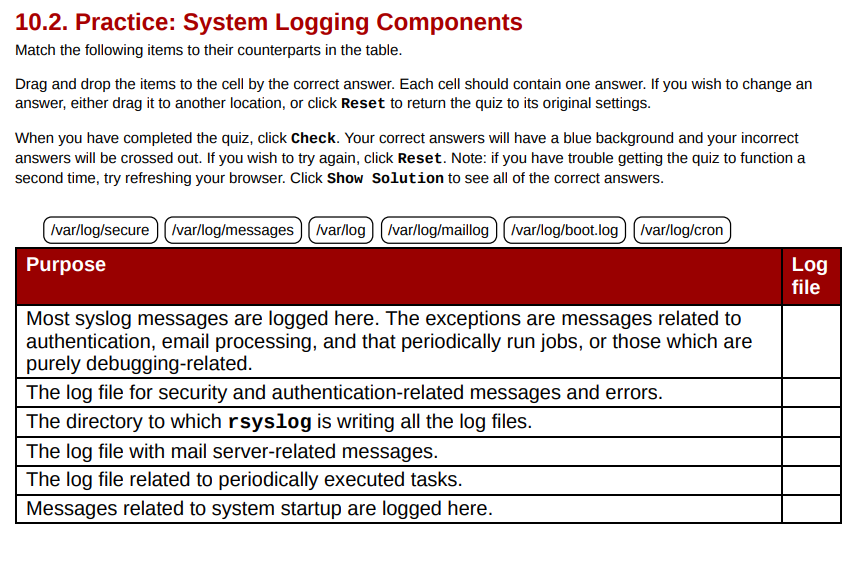 10.2. Practice: System Logging Components
Match the following items to their counterparts in the table.
Drag and drop the items to the cell by the correct answer. Each cell should contain one answer. If you wish to change an
answer, either drag it to another location, or click Reset to return the quiz to its original settings.
When you have completed the quiz, click Check. Your correct answers will have a blue background and your incorrect
answers will be crossed out. If you wish to try again, click Reset. Note: if you have trouble getting the quiz to function a
second time, try refreshing your browser. Click Show Solution to see all of the correct answers.
/var/log/secure /var/log/messages /var/log /var/log/maillog /var/log/boot.log /var/log/cron
Purpose Log
file
Most syslog messages are logged here. The exceptions are messages related to
authentication, email processing, and that periodically run jobs, or those which are
purely debugging-related.
The log file for security and authentication-related messages and errors.
The directory to which rsyslog is writing all the log files.
The log file with mail server-related messages.
The log file related to periodically executed tasks.
Messages related to system startup are logged here.